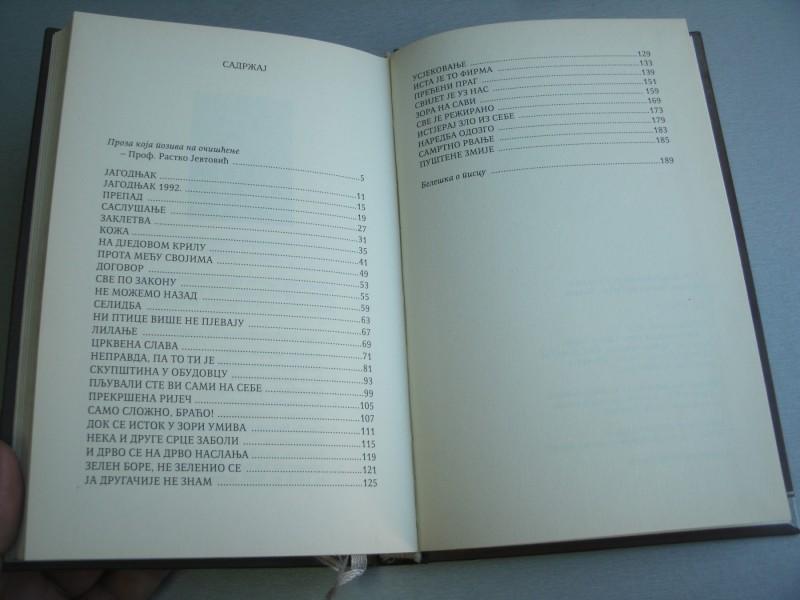 САДРЖАЈ
Проза која позива на очишћење
– Проф. Растко Јевтовић 5
ЈАГОДЊАК 11
ЈАГОДЊАК 1992. 15
ПРЕПАД 19
САСЛУШАЊЕ 27
ЗАКЛЕТВА 31
КОЖА 35
НА ДЈЕДОВОМ КРИЛУ 41
ПРОТА МЕЂУ СВОЈИМА 49
ДОГОВОР 53
СВЕ ПО ЗАКОНУ 55
НЕ МОЖЕМО НАЗАД 59
СЕЛИДБА 63
НИ ПТИЦЕ ВИШЕ НЕ ПЈЕВАЈУ 67
ЛИЛАЊЕ 69
ЦРКВЕНА СЛАВА 71
НЕПРАВДА, ПА ТО ТИ ЈЕ 81
СКУПШТИНА У ОБУДОВЦУ 93
ПЉУВАЛИ СТЕ ВИ САМИ НА СЕБЕ 99
ПРЕКРШЕНА РИЈЕЧ 105
САМО СЛОЖНО, БРАЋО! 107
ДОК СЕ ИСТОК У ЗОРИ УМИВА 111
НЕКА И ДРУГЕ СРЦЕ ЗАБОЛИ 115
И ДРВО СЕ НА ДРВО НАСЛАЊА 119
ЗЕЛЕН БОРЕ, НЕ ЗЕЛЕНИО СЕ 121
ЈА ДРУГАЧИЈЕ НЕ ЗНАМ 125
УСЈЕКОВАЊЕ 129
ИСТА ЈЕ ТО ФИРМА 133
ПРЕЂЕНИ ПРАГ 139
СВИЈЕТ ЈЕ УЗ НАС 151
ЗОРА НА САВИ 159
СВЕ ЈЕ РЕЖИРАНО 169
ИСТЈЕРАЈ ЗЛО ИЗ СЕБЕ 173
НАРЕДБА ОДОЗГО 179
САМРТНО РВАЊЕ 183
ПУШТЕНЕ ЗМИЈЕ 185
Белешка о писцу 189